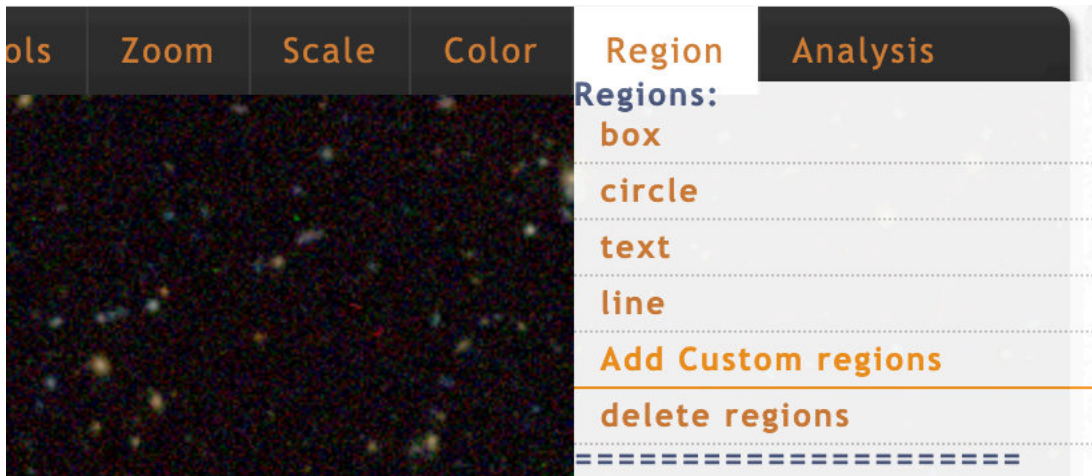 ols Zoom Scale Color Region Analysis
Regions:
box
circle
text
line
Add Custom regions
delete regions
=====================